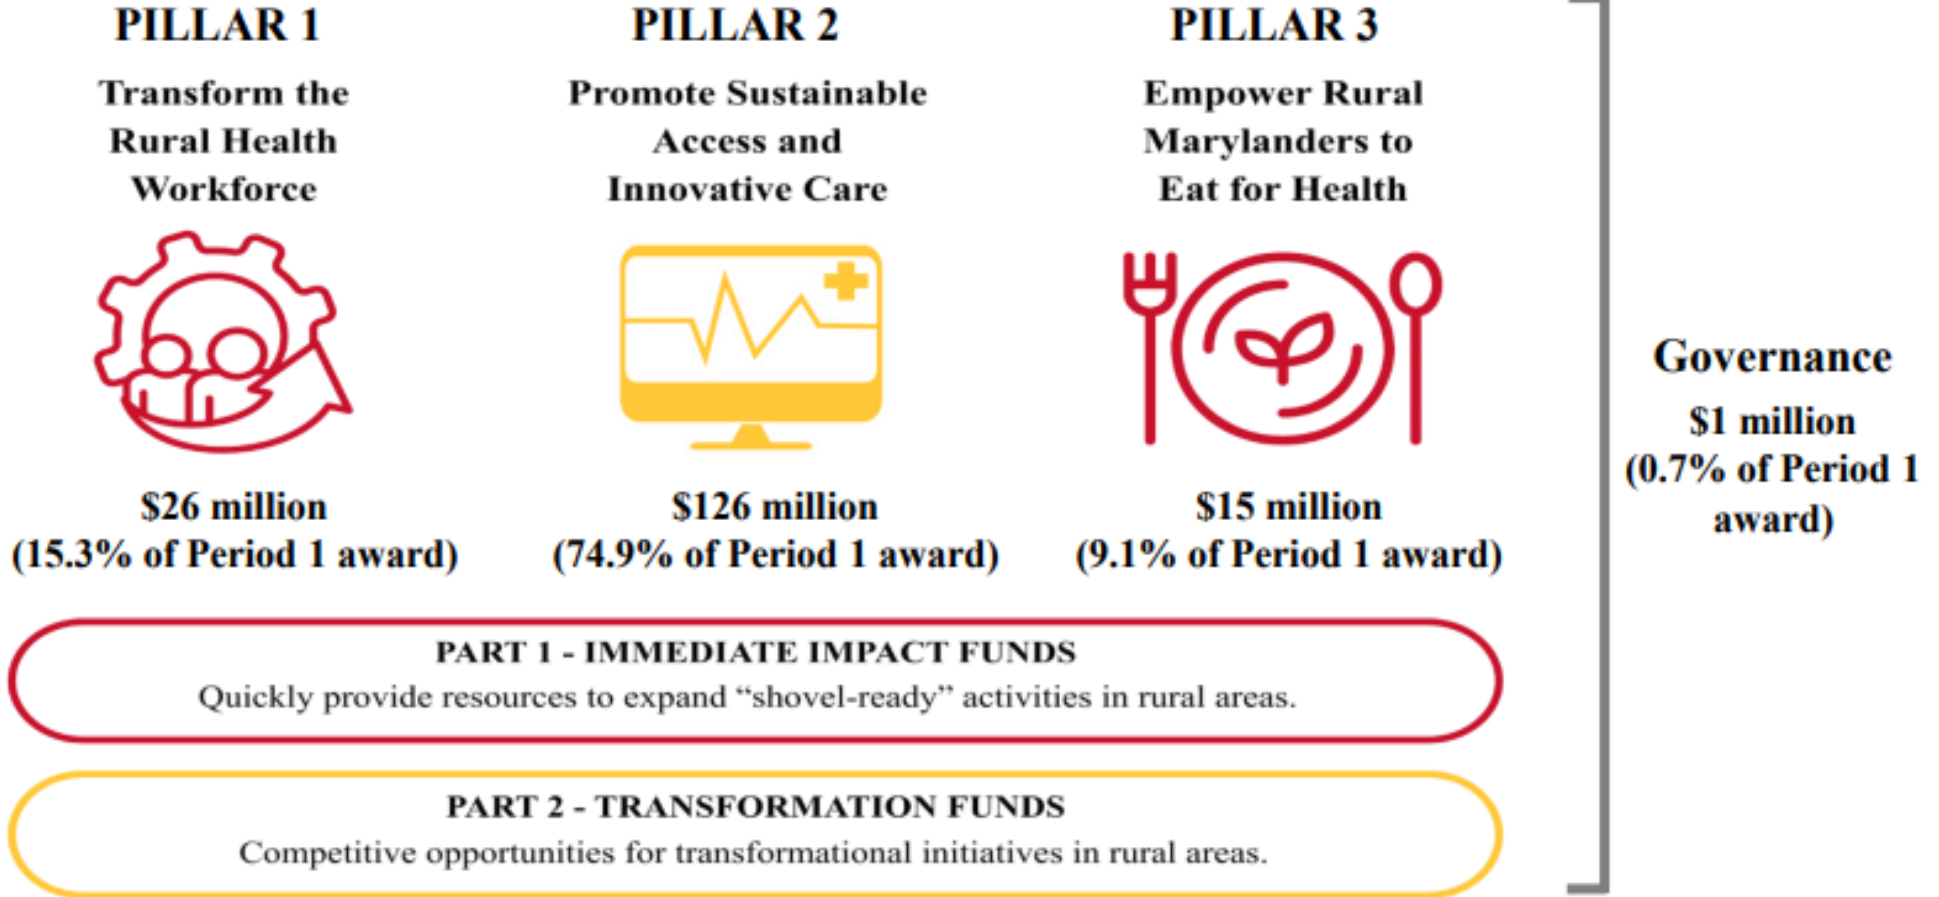 PILLAR 1
Transform the
Rural Health
Workforce
$26 million
(15.3% of Period 1 award)
PILLAR 2
Promote Sustainable
Access and
Innovative Care
$126 million
(74.9% of Period 1 award)
PILLAR 3
Empower Rural
Marylanders to
Eat for Health
$15 million
(9.1% of Period 1 award)
PART 1 - IMMEDIATE IMPACT FUNDS
Quickly provide resources to expand “shovel-ready” activities in rural areas.
PART 2 - TRANSFORMATION FUNDS
Competitive opportunities for transformational initiatives in rural areas.
Governance
$1 million
(0.7% of Period 1
award)